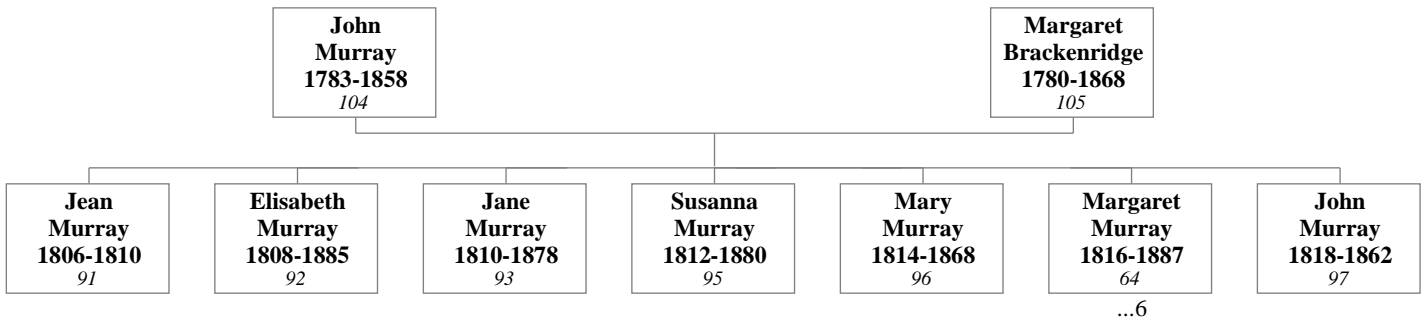 John
Murray
1783-1858
104
Margaret
Brackenridge
1780-1868
105
Jean
Murray
1806-1810
91
Elisabeth
Murray
1808-1885
92
Jane
Murray
1810-1878
93
Susanna
Murray
1812-1880
95
Mary
Murray
1814-1868
96
Margaret
Murray
1816-1887
64
...6
John
Murray
1818-1862
97